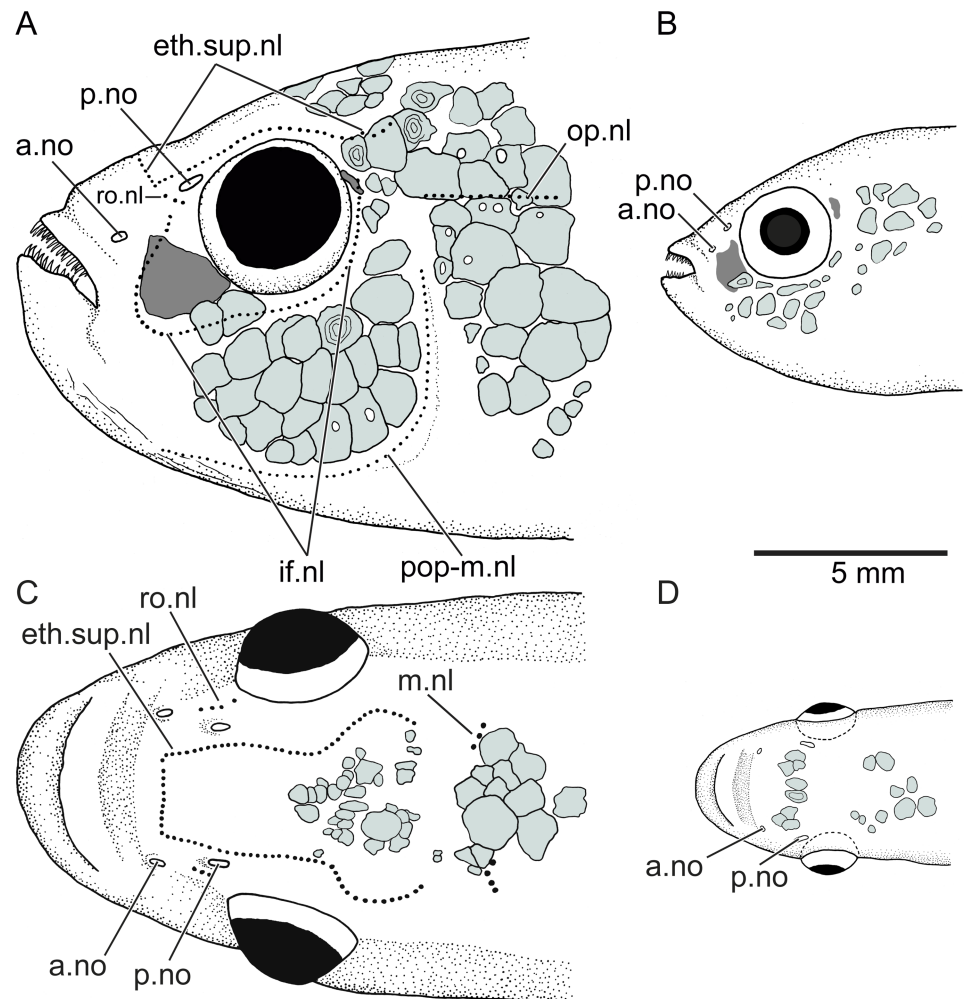 A
eth.sup.nl
p.no
a.no
ro.nl
op.nl
if.nl
pop-m.nl
B
p.no
a.no
5 mm
C
ro.nl
eth.sup.nl
m.nl
a.no
p.no
D
a.no
p.no